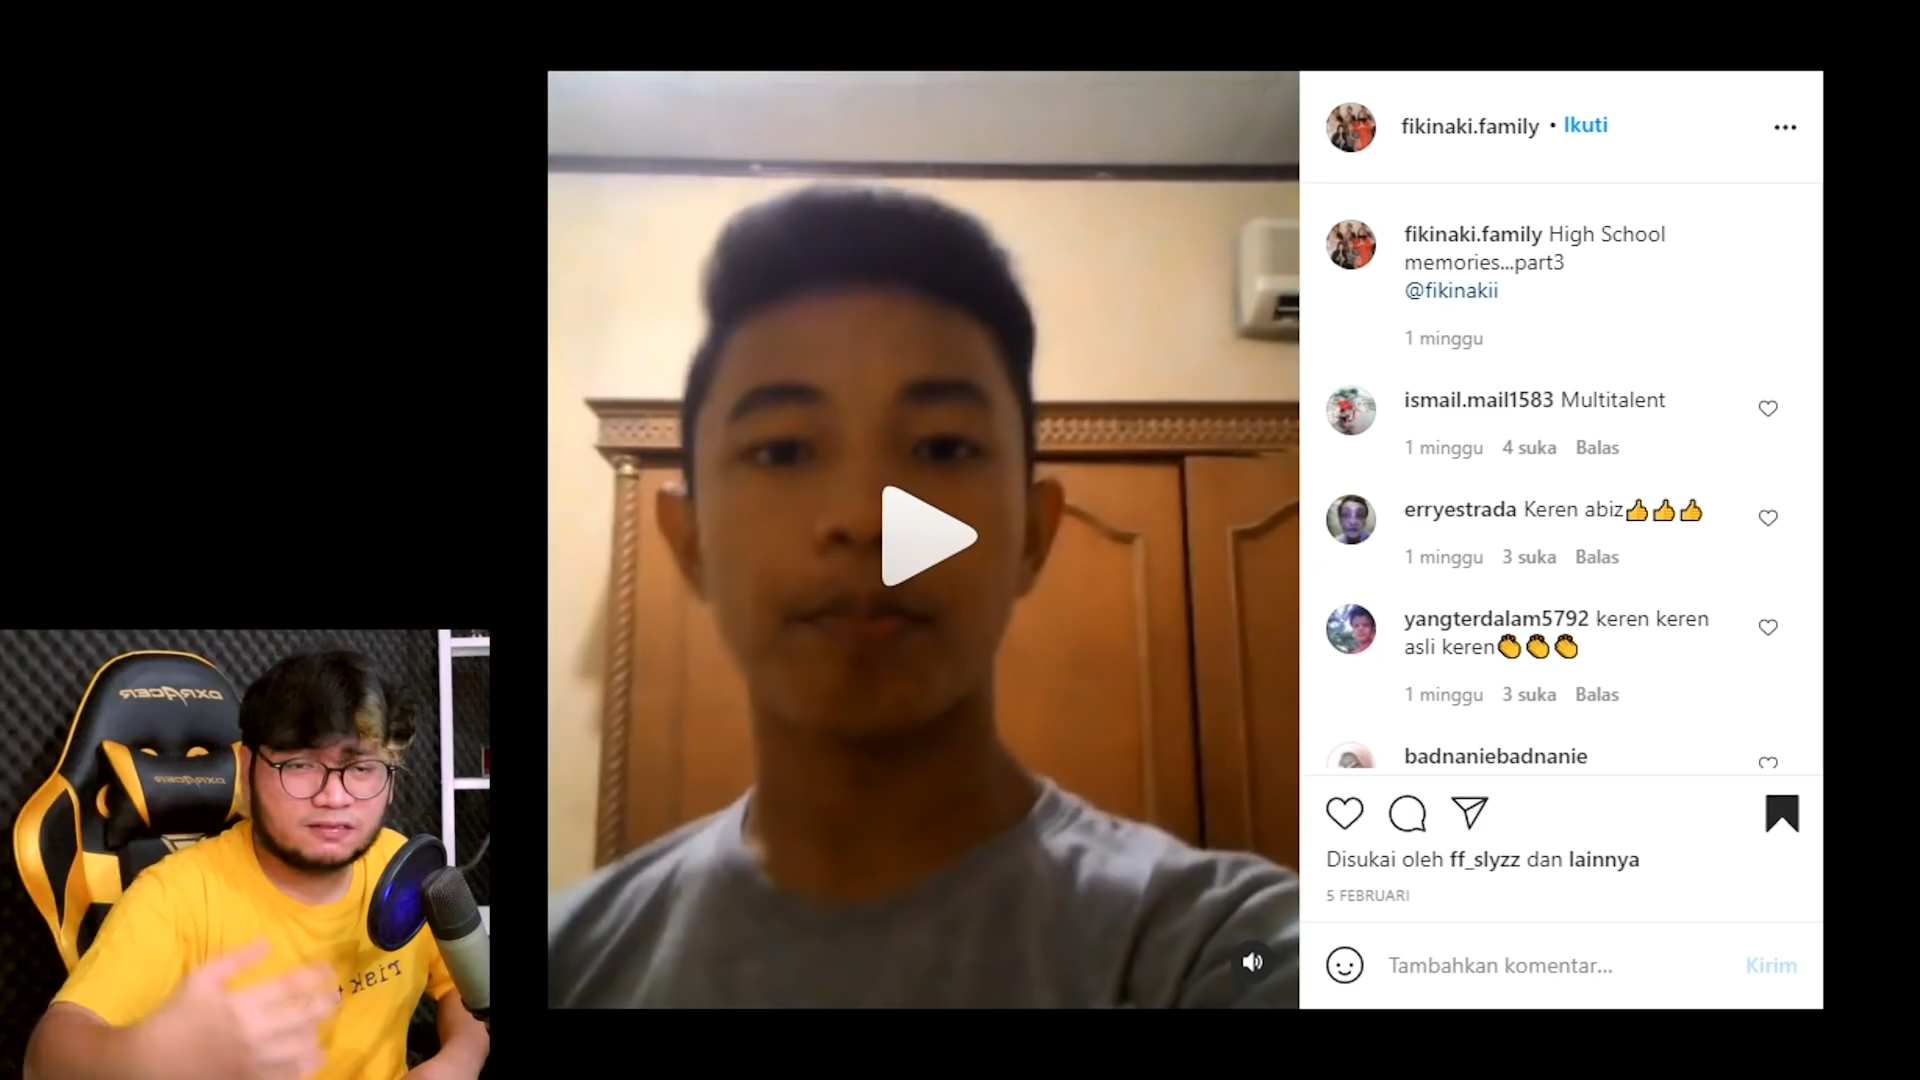 fikinaki.family • Ikuti
fikinaki.family High School
memories...part3
@fikinakii
1 minggu
ismail.mail1583 Multitalent
1 minggu 4 suka Balas
erryestrada Keren abiz👍👍👍
1 minggu 3 suka Balas
yangterdalam5792 keren keren
asli keren👏👏👏
1 minggu 3 suka Balas
badnaniebadnanie
Disukai oleh ff_slyzz dan lainnya
5 FEBRUARI
Tambahkan komentar... Kirim
DXRACER
DXRACER